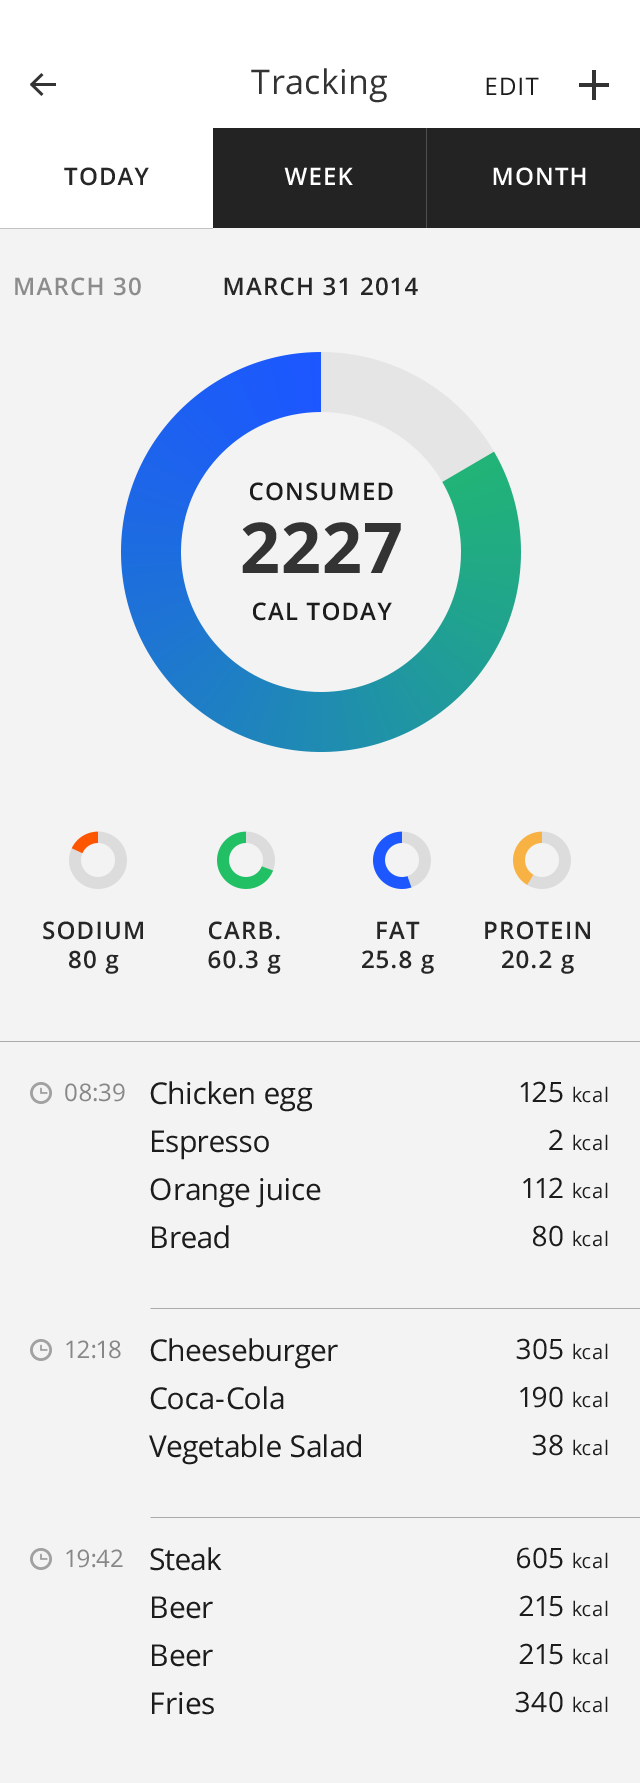 Tracking EDIT
TODAY WEEK MONTH
MARCH 30 MARCH 31 2014
CONSUMED
2227
CAL TODAY
SODIUM CARB. FAT PROTEIN
80 g 60.3 g 25.8 g 20.2 g
08:39 Chicken egg 125 kcal
Espresso 2 kcal
Orange juice 112 kcal
Bread 80 kcal
12:18 Cheeseburger 305 kcal
Coca-Cola 190 kcal
Vegetable Salad 38 kcal
19:42 Steak 605 kcal
Beer 215 kcal
Beer 215 kcal
Fries 340 kcal